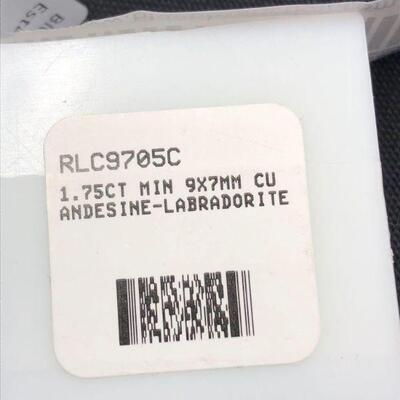 RLC9705C
1.75CT MIN 9X7MM CU
ANDESINE-LABRADORITE